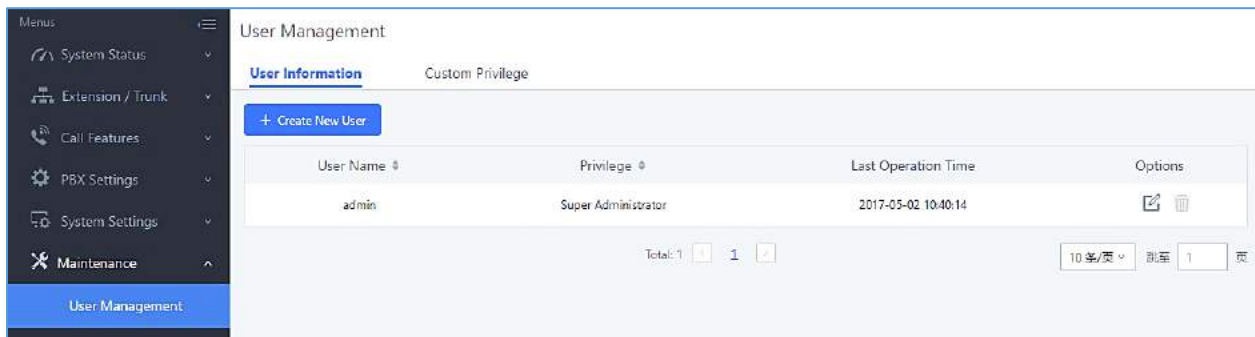 Menus
System Status
Extension / Trunk
Call Features
PBX Settings
System Settings
Maintenance
User Management
User Management
User Information Custom Privilege
+ Create New User
User Name Privilege Last Operation Time Options
admin Super Administrator 2017-05-02 10:40:14
Total: 1 < 1 > 10 条/页 跳至 1 页